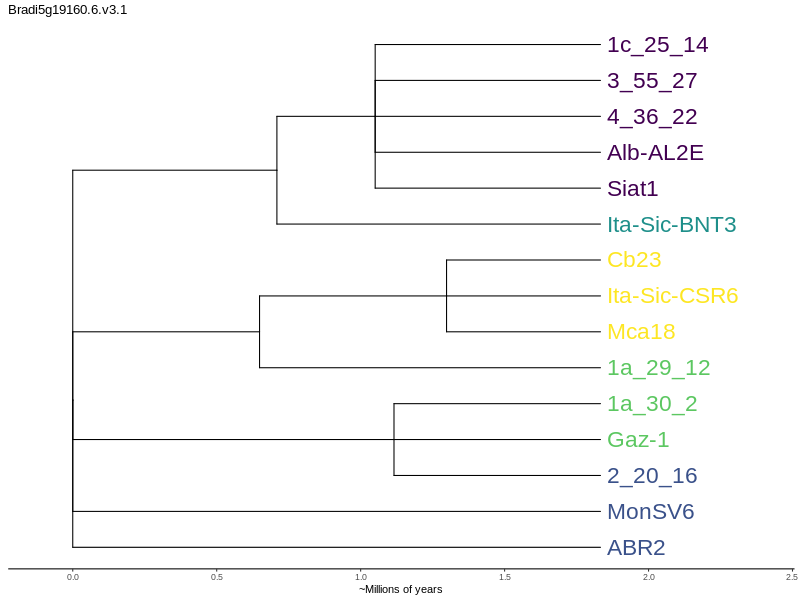 Bradi5g19160.6.v3.1
1c_25_14
3_55_27
4_36_22
Alb-AL2E
Siat1
Ita-Sic-BNT3
Cb23
Ita-Sic-CSR6
Mca18
1a_29_12
1a_30_2
Gaz-1
2_20_16
MonSV6
ABR2
0.0 0.5 1.0 1.5 2.0 2.5
~Millions of years